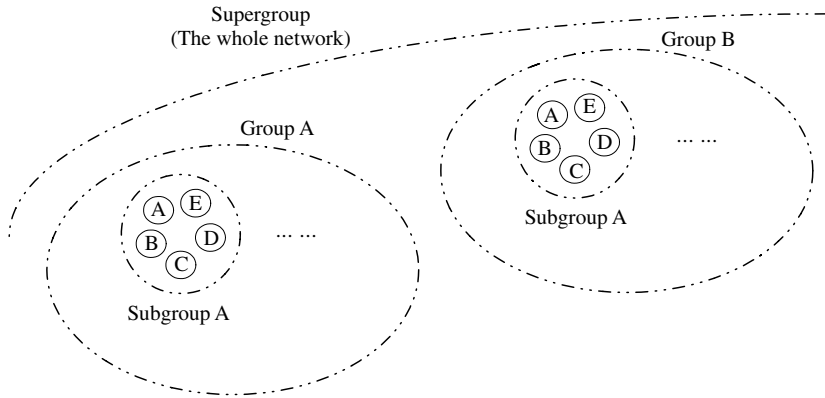 Supergroup
(The whole network)
Group B
A
E
B
D
C
... ...
Subgroup A
Group A
A
E
B
D
C
... ...
Subgroup A